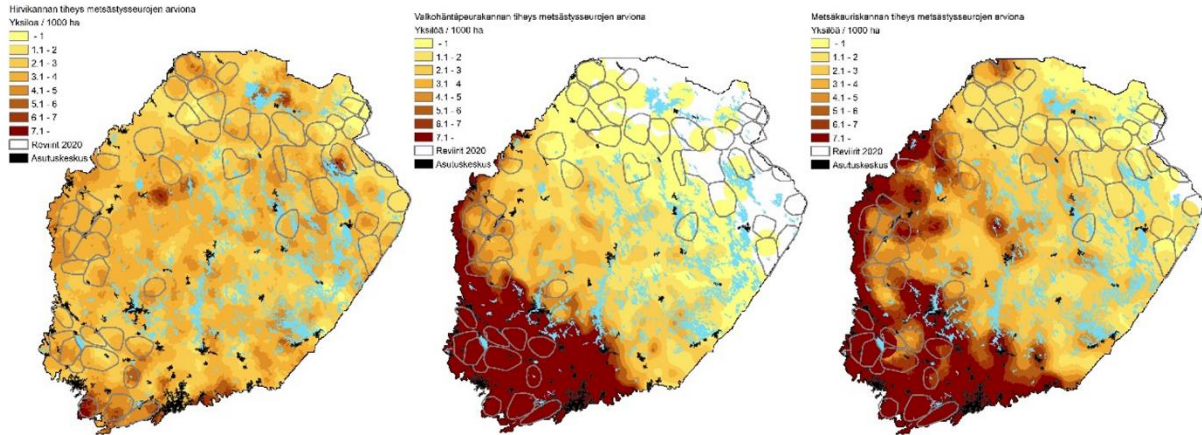 Hirvikannan tiheys metsästysseurojen arviona
Yksilöä / 1000 ha
- 1
1.1 - 2
2.1 - 3
3.1 - 4
4.1 - 5
5.1 - 6
6.1 - 7
7.1 -
Reviirit 2020
Asutuskeskus
Valkohäntäpeurakannan tiheys metsästysseurojen arviona
Yksilöä / 1000 ha
- 1
1.1 - 2
2.1 - 3
3.1 - 4
4.1 - 5
5.1 - 6
6.1 - 7
7.1 -
Reviirit 2020
Asutuskeskus
Metsäkauriskannan tiheys metsästysseurojen arviona
Yksilöä / 1000 ha
- 1
1.1 - 2
2.1 - 3
3.1 - 4
4.1 - 5
5.1 - 6
6.1 - 7
7.1 -
Reviirit 2020
Asutuskeskus